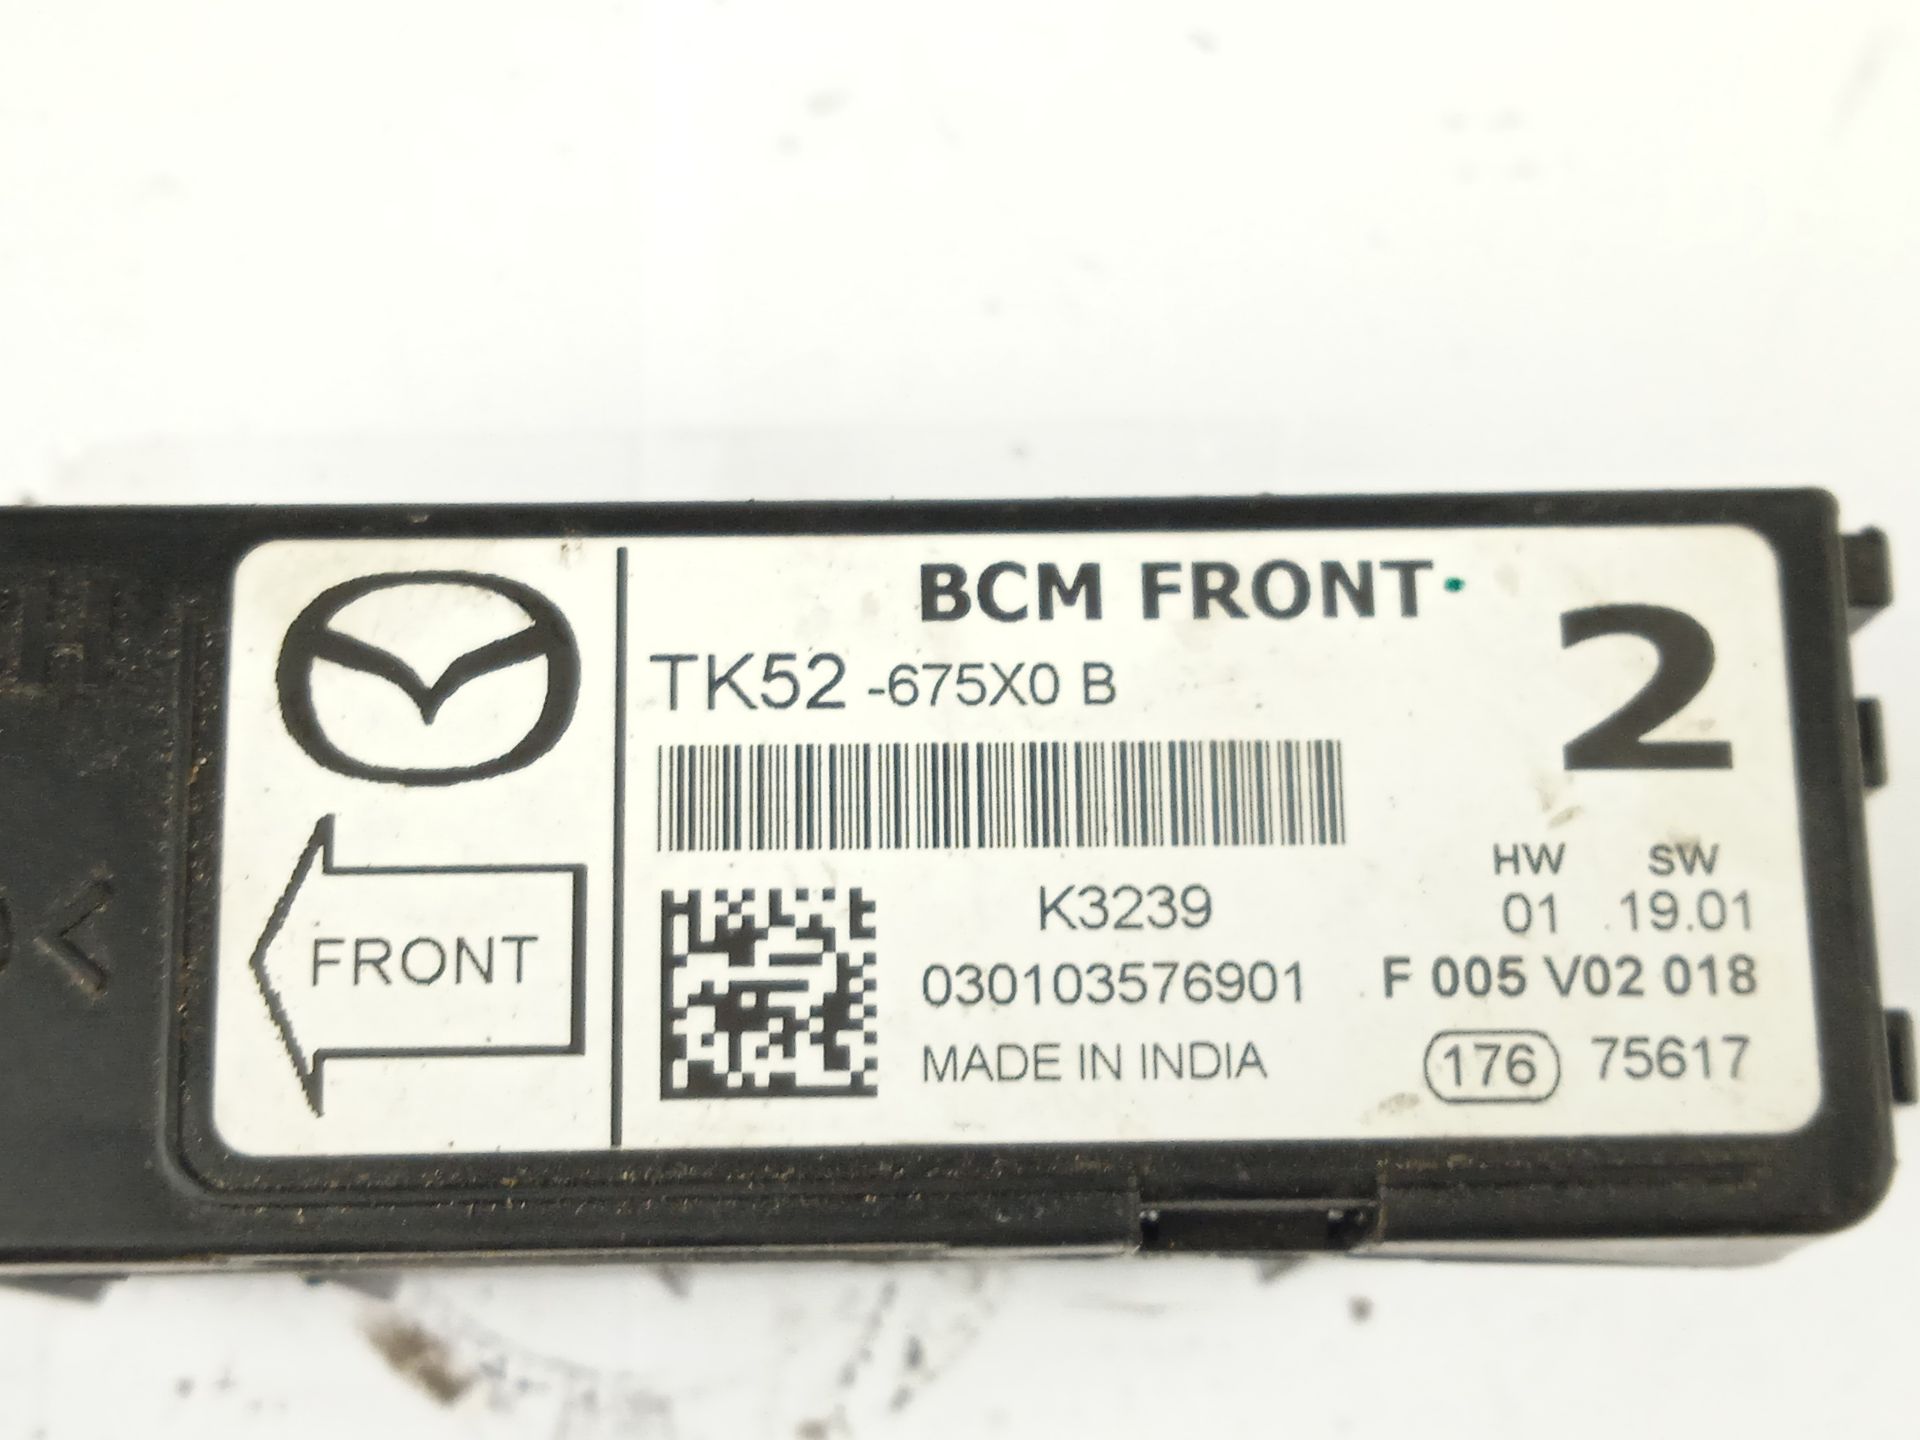 BCM FRONT
2
TK52 -675X0 B
HW SW
01 19.01
K3239
FRONT
030103576901
F 005 V02 018
MADE IN INDIA
176 75617